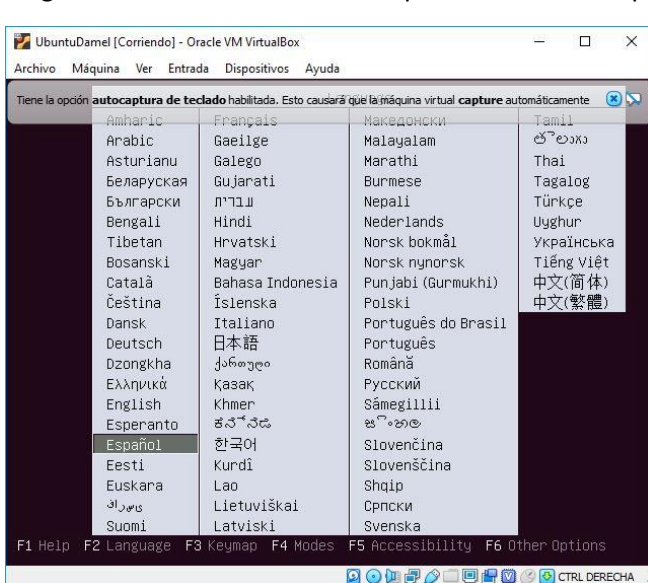 UbuntuDamel [Corriendo] - Oracle VM VirtualBox
Archivo Máquina Ver Entrada Dispositivos Ayuda
Tiene la opción autocaptura de teclado habilitada. Esto causará que la máquina virtual capture automáticamente
Language
Amharic
Arabic
Asturianu
Беларуская
Български
Bengali
Tibetan
Bosanski
Català
Čeština
Dansk
Deutsch
Dzongkha
Ελληνικά
English
Esperanto
Español
Eesti
Euskara
Suomi
Français
Gaeilge
Galego
Gujarati
עברית
Hindi
Hrvatski
Magyar
Bahasa Indonesia
Íslenska
Italiano
日本語
ქართული
Қазақ
Khmer
ಕನ್ನಡ
한국어
Kurdî
Lao
Lietuviškai
Latviski
Македонски
Malayalam
Marathi
Burmese
Nepali
Nederlands
Norsk bokmål
Norsk nynorsk
Punjabi (Gurmukhi)
Polski
Português do Brasil
Português
Română
Русский
Sámegillii
සිංහල
Slovenčina
Slovenščina
Shqip
Српски
Svenska
Tamil
తెలుగు
Thai
Tagalog
Türkçe
Uyghur
Українська
Tiếng Việt
中文(简体)
中文(繁體)
F1 Help F2 Language F3 Keymap F4 Modes F5 Accessibility F6 Other Options
CTRL DERECHA